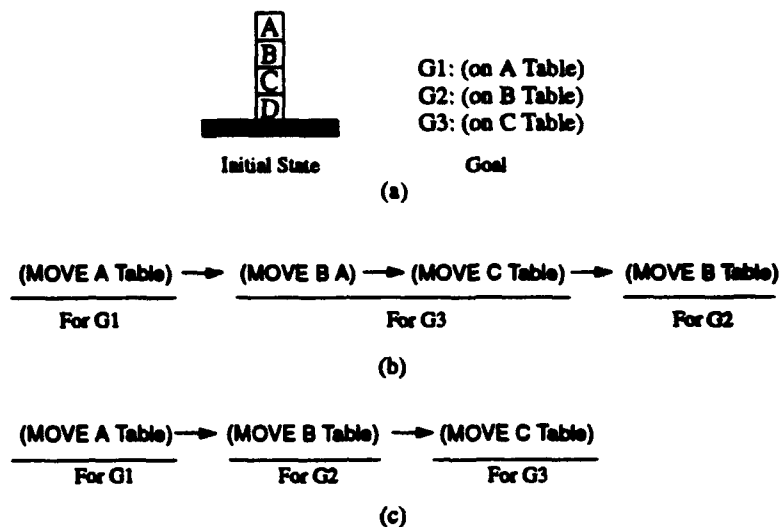 A
B
C
D
G1: (on A Table)
G2: (on B Table)
G3: (on C Table)
Initial State Goal
(a)
(MOVE A Table) → (MOVE B A) → (MOVE C Table) → (MOVE B Table)
For G1 For G3 For G2
(b)
(MOVE A Table) → (MOVE B Table) → (MOVE C Table)
For G1 For G2 For G3
(c)